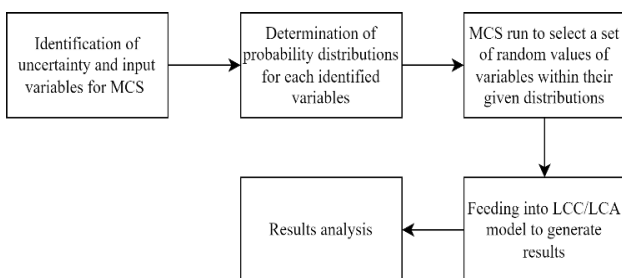 Identification of
uncertainty and input
variables for MCS
Determination of
probability distributions
for each identified
variables
MCS run to select a set
of random values of
variables within their
given distributions
Feeding into LCC/LCA
model to generate
results
Results analysis